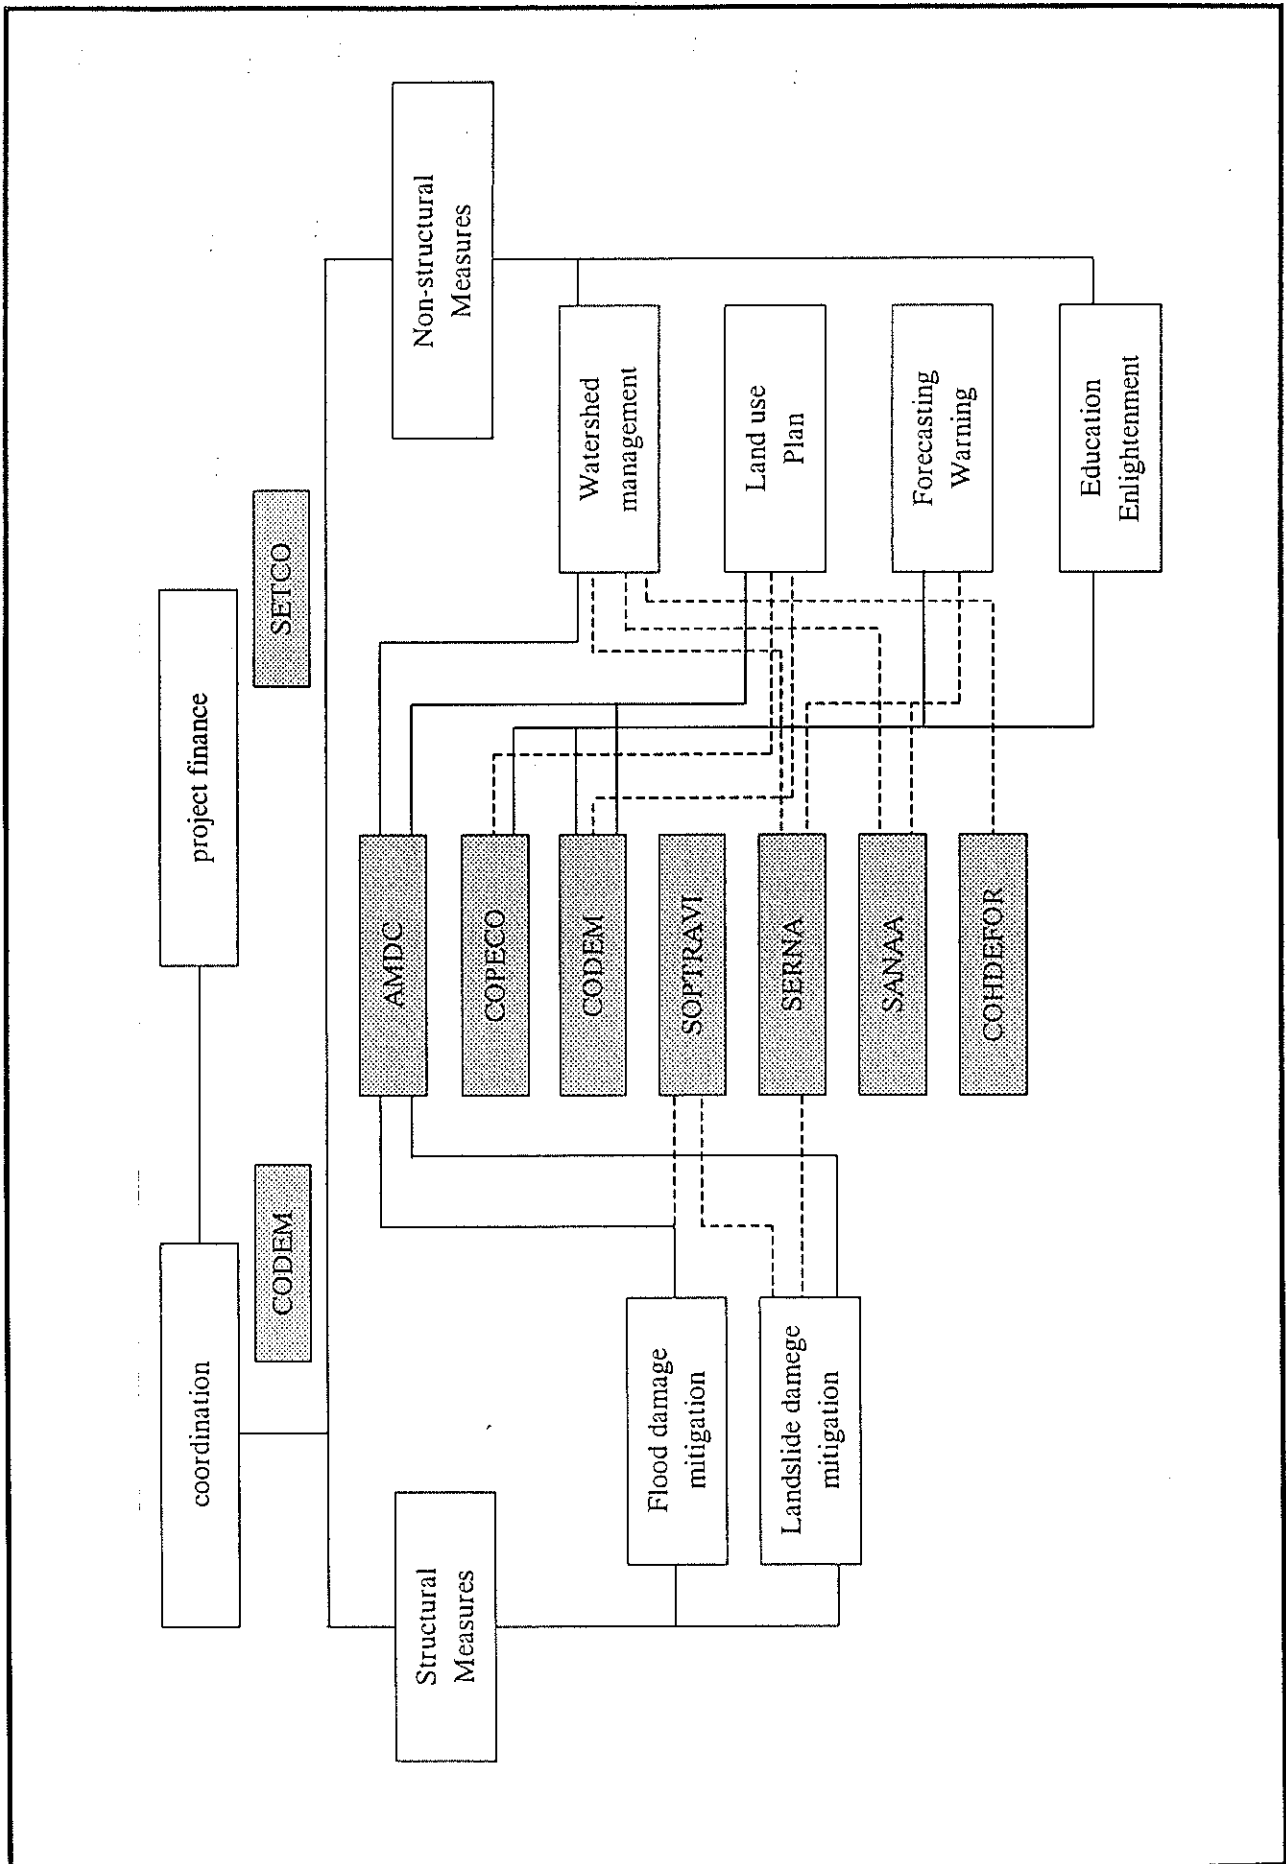 coordination
project finance
CODEM
SETCO
Structural
Measures
Non-structural
Measures
AMDC
COPECO
CODEM
SOPTRAVI
SERNA
SANAA
COHDEFOR
Flood damage
mitigation
Landslide damege
mitigation
Watershed
management
Land use
Plan
Forecasting
Warning
Education
Enlightenment